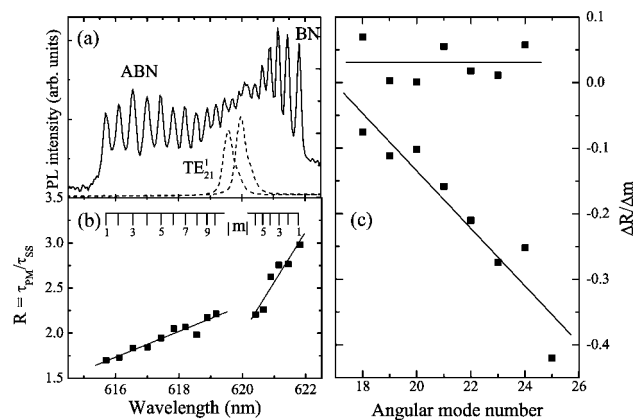 (a)
BN
ABN
TE¹₂₁
PL intensity (arb. units)
3.5
3.0
2.5
2.0
1.5
(b)
1 3 5 7 9 |m| 5 3 1
R = τPM/τSS
616 618 620 622
Wavelength (nm)
(c)
0.1
0.0
-0.1
-0.2
-0.3
-0.4
ΔR/Δm
18 20 22 24 26
Angular mode number